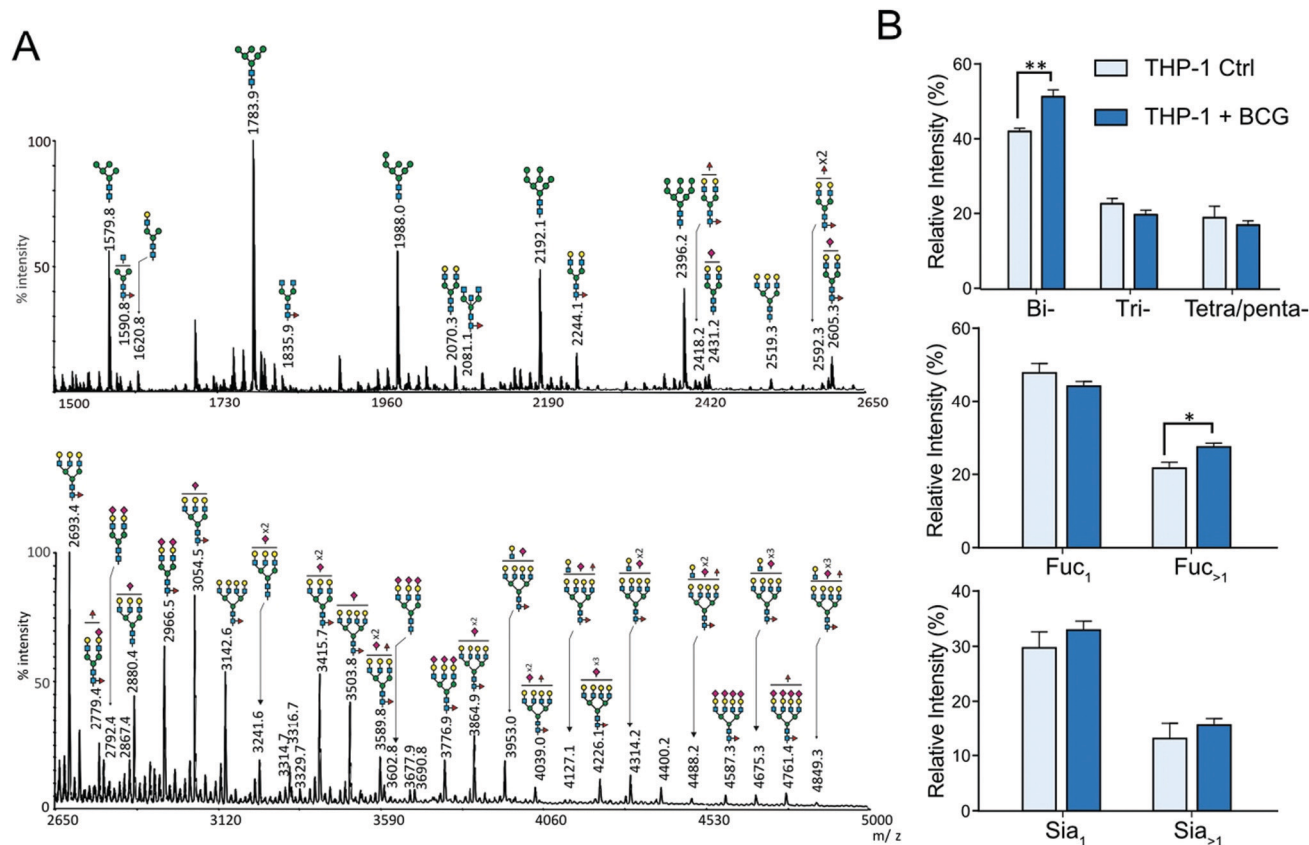 A
% intensity
100
50
1579.8
1590.8
1620.8
1783.9
1835.9
1988.0
2070.3
2081.1
2192.1
2244.1
2396.2
2418.2
2431.2
2519.3
x2
2592.3
2605.3
1500 1730 1960 2190 2420 2650
% intensity
100
50
0
2693.4
2779.4
2792.4
2867.4
2880.4
2966.5
3054.5
3142.6
x2
3241.6
3314.7
3316.7
3329.7
x2
3415.7
3503.8
x2
3589.8
3602.8
3677.9
3690.8
3776.9
x2
3864.9
3953.0
x2
4039.0
4127.1
x3
4226.1
x2
4314.2
4400.2
x2
4488.2
4587.3
x3
4675.3
4761.4
x3
4849.3
2650 3120 3590 4060 4530 5000
m/ z
B
THP-1 Ctrl
THP-1 + BCG
Relative Intensity (%)
60
40
20
0
**
Bi- Tri- Tetra/penta-
Relative Intensity (%)
60
40
20
0
*
Fuc1 Fuc>1
Relative Intensity (%)
40
30
20
10
0
Sia1 Sia>1